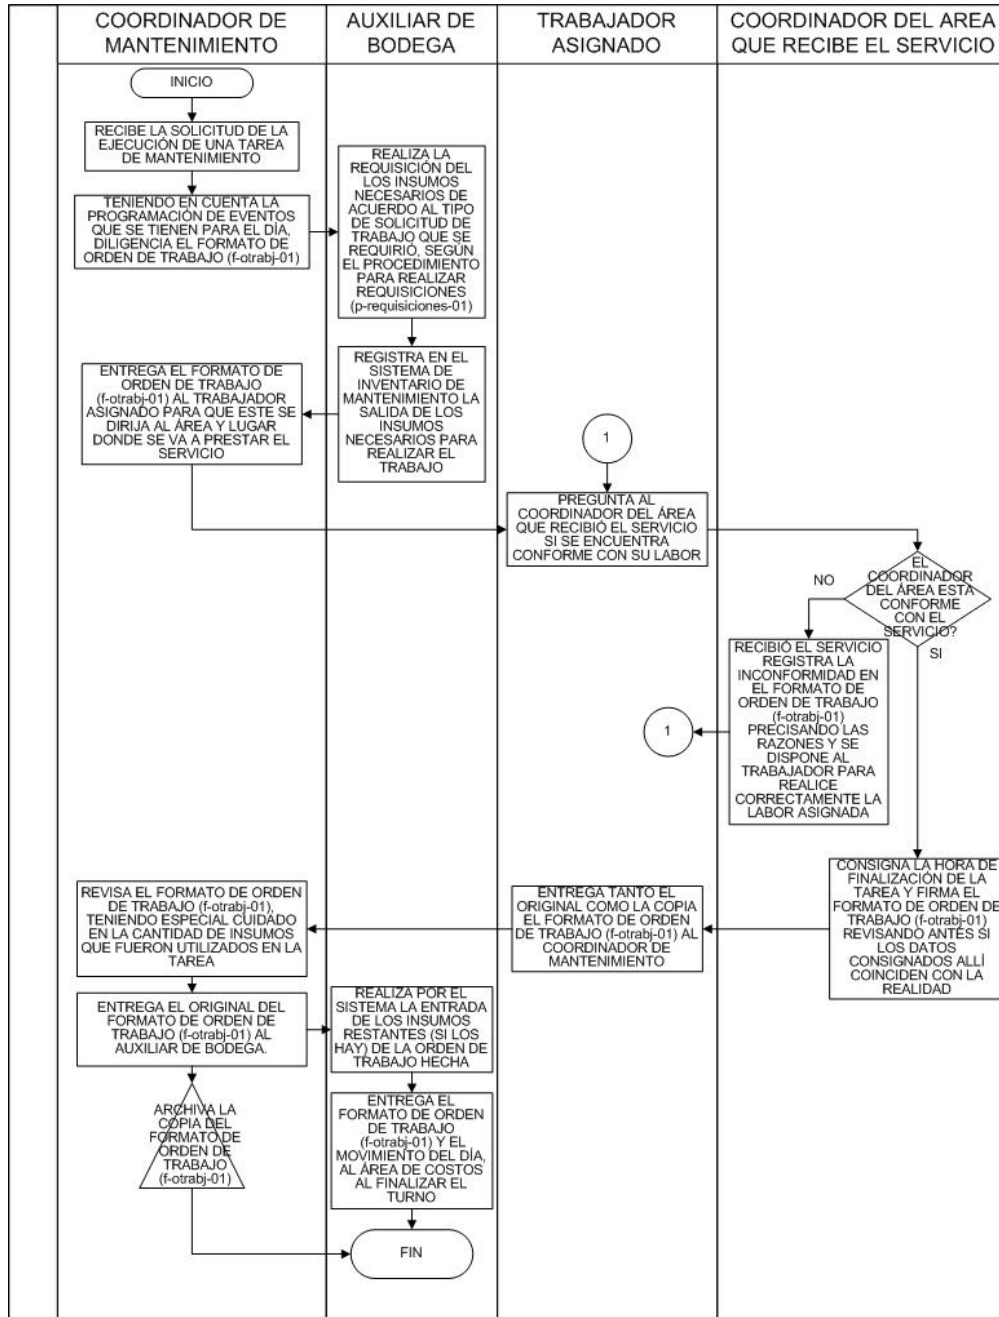 COORDINADOR DE
MANTENIMIENTO
AUXILIAR DE
BODEGA
TRABAJADOR
ASIGNADO
COORDINADOR DEL AREA
QUE RECIBE EL SERVICIO
INICIO
RECIBE LA SOLICITUD DE LA
EJECUCIÓN DE UNA TAREA
DE MANTENIMIENTO
TENIENDO EN CUENTA LA
PROGRAMACIÓN DE EVENTOS
QUE SE TIENEN PARA EL DÍA,
DILIGENCIA EL FORMATO DE
ORDEN DE TRABAJO (f-otrabj-01)
REALIZA LA
REQUISICIÓN DEL
LOS INSUMOS
NECESARIOS DE
ACUERDO AL TIPO
DE SOLICITUD DE
TRABAJO QUE SE
REQUIRIÓ, SEGÚN
EL PROCEDIMIENTO
PARA REALIZAR
REQUISICIONES
(p-requisiciones-01)
REGISTRA EN EL
SISTEMA DE
INVENTARIO DE
MANTENIMIENTO LA
SALIDA DE LOS
INSUMOS
NECESARIOS PARA
REALIZAR EL
TRABAJO
ENTREGA EL FORMATO DE
ORDEN DE TRABAJO
(f-otrabj-01) AL TRABAJADOR
ASIGNADO PARA QUE ESTE SE
DIRIJA AL ÁREA Y LUGAR
DONDE SE VA A PRESTAR EL
SERVICIO
1
PREGUNTA AL
COORDINADOR DEL ÁREA
QUE RECIBIÓ EL SERVICIO
SI SE ENCUENTRA
CONFORME CON SU LABOR
EL
COORDINADOR
DEL ÁREA ESTA
CONFORME
CON EL
SERVICIO?
NO
SI
RECIBIÓ EL SERVICIO
REGISTRA LA
INCONFORMIDAD EN
EL FORMATO DE
ORDEN DE TRABAJO
(f-otrabj-01)
PRECISANDO LAS
RAZONES Y SE
DISPONE AL
TRABAJADOR PARA
REALICE
CORRECTAMENTE LA
LABOR ASIGNADA
1
CONSIGNA LA HORA DE
FINALIZACIÓN DE LA
TAREA Y FIRMA EL
FORMATO DE ORDEN DE
TRABAJO (f-otrabj-01)
REVISANDO ANTES SI
LOS DATOS
CONSIGNADOS ALLÍ
COINCIDEN CON LA
REALIDAD
ENTREGA TANTO EL
ORIGINAL COMO LA COPIA
EL FORMATO DE ORDEN
DE TRABAJO (f-otrabj-01) AL
COORDINADOR DE
MANTENIMIENTO
REVISA EL FORMATO DE ORDEN
DE TRABAJO (f-otrabj-01),
TENIENDO ESPECIAL CUIDADO
EN LA CANTIDAD DE INSUMOS
QUE FUERON UTILIZADOS EN LA
TAREA
ENTREGA EL ORIGINAL DEL
FORMATO DE ORDEN DE
TRABAJO (f-otrabj-01) AL
AUXILIAR DE BODEGA.
REALIZA POR EL
SISTEMA LA ENTRADA
DE LOS INSUMOS
RESTANTES (SI LOS
HAY) DE LA ORDEN DE
TRABAJO HECHA
ARCHIVA LA
COPIA DEL
FORMATO DE
ORDEN DE
TRABAJO
(f-otrabj-01)
ENTREGA EL
FORMATO DE ORDEN
DE TRABAJO
(f-otrabj-01) Y EL
MOVIMIENTO DEL DÍA,
AL ÁREA DE COSTOS
AL FINALIZAR EL
TURNO
FIN